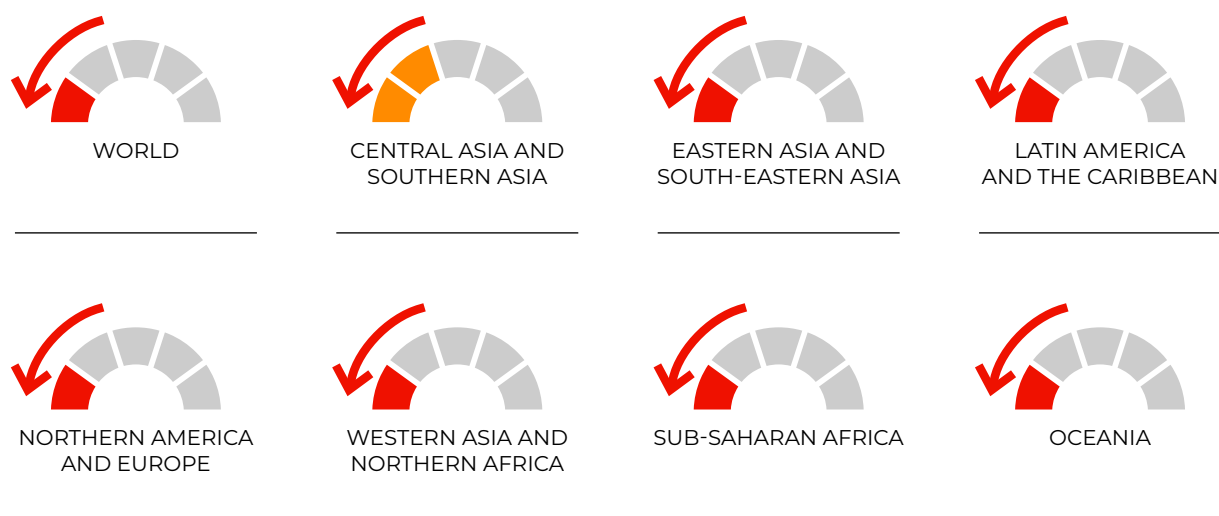 WORLD
CENTRAL ASIA AND
SOUTHERN ASIA
EASTERN ASIA AND
SOUTH-EASTERN ASIA
LATIN AMERICA
AND THE CARIBBEAN
NORTHERN AMERICA
AND EUROPE
WESTERN ASIA AND
NORTHERN AFRICA
SUB-SAHARAN AFRICA
OCEANIA